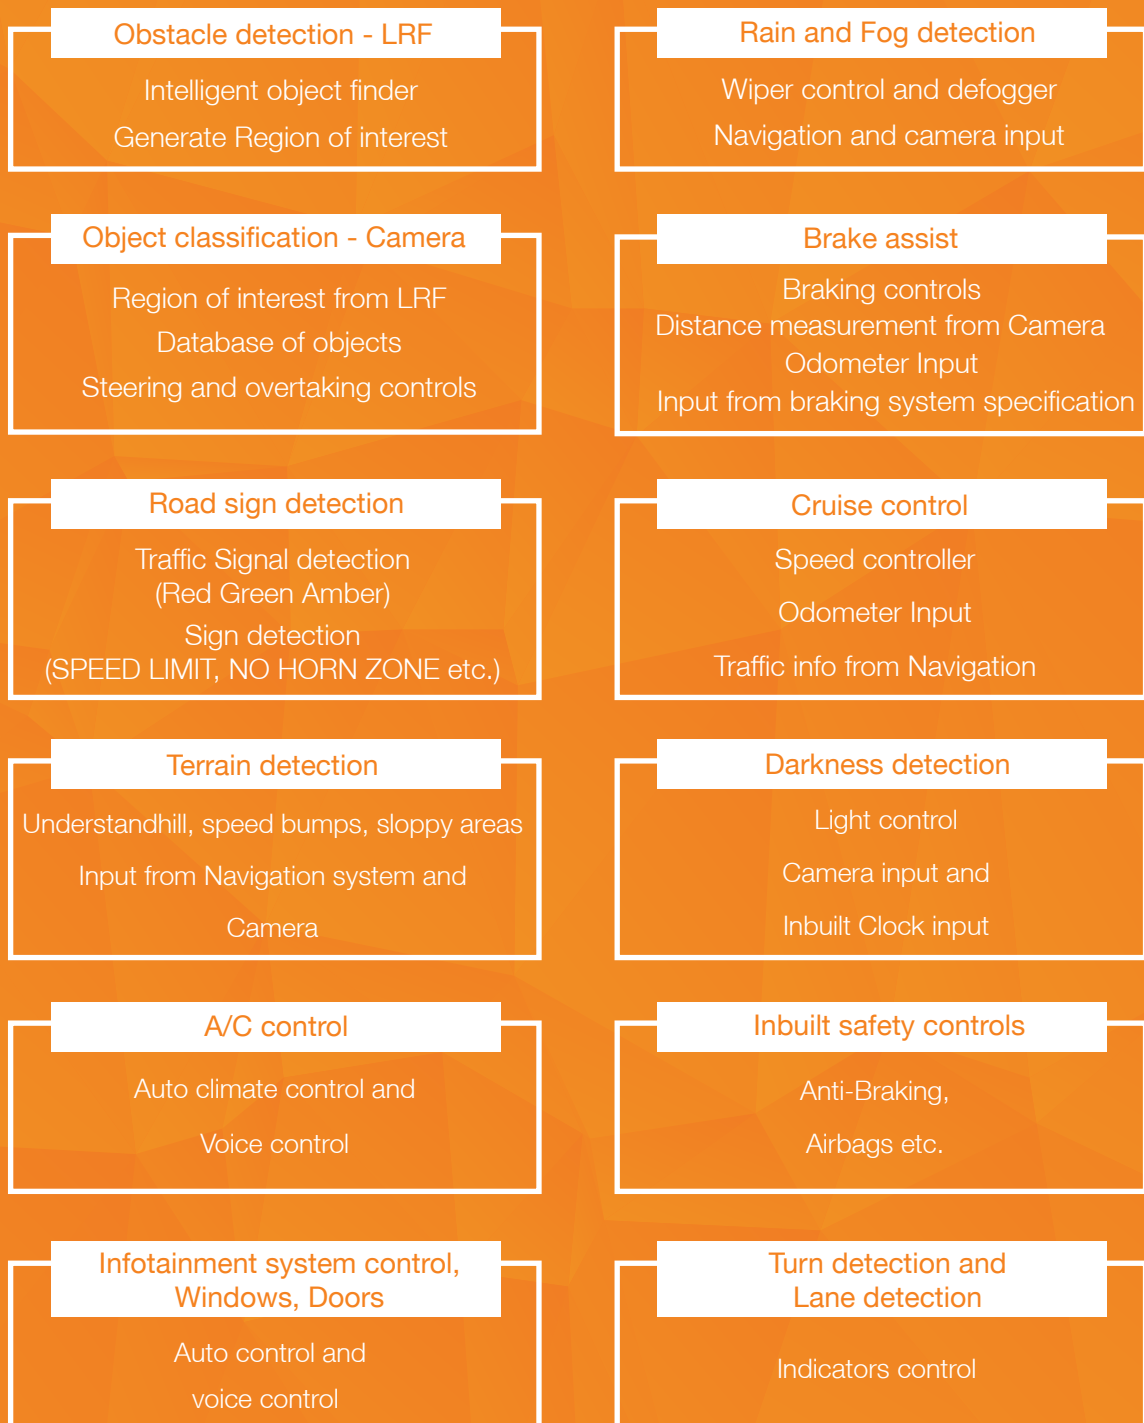 Obstacle detection - LRF
Intelligent object finder
Generate Region of interest
Rain and Fog detection
Wiper control and defogger
Navigation and camera input
Object classification - Camera
Region of interest from LRF
Database of objects
Steering and overtaking controls
Brake assist
Braking controls
Distance measurement from Camera
Odometer Input
Input from braking system specification
Road sign detection
Traffic Signal detection
(Red Green Amber)
Sign detection
(SPEED LIMIT, NO HORN ZONE etc.)
Cruise control
Speed controller
Odometer Input
Traffic info from Navigation
Terrain detection
Understandhill, speed bumps, sloppy areas
Input from Navigation system and
Camera
Darkness detection
Light control
Camera input and
Inbuilt Clock input
A/C control
Auto climate control and
Voice control
Inbuilt safety controls
Anti-Braking,
Airbags etc.
Infotainment system control,
Windows, Doors
Auto control and
voice control
Turn detection and
Lane detection
Indicators control